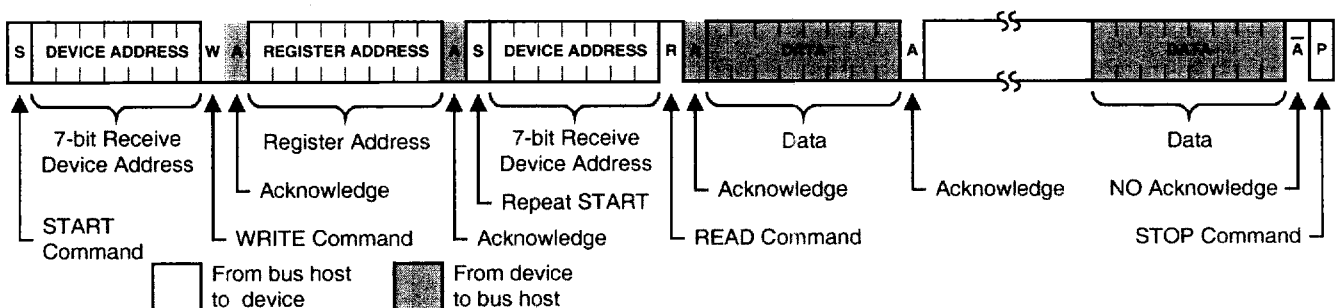 S DEVICE ADDRESS W A REGISTER ADDRESS A S DEVICE ADDRESS R A DATA A DATA A P
7-bit Receive
Device Address
Register Address
7-bit Receive
Device Address
Data
Data
Acknowledge
Repeat START
Acknowledge
Acknowledge
NO Acknowledge
START
Command
WRITE Command
Acknowledge
READ Command
STOP Command
From bus host
to device
From device
to bus host